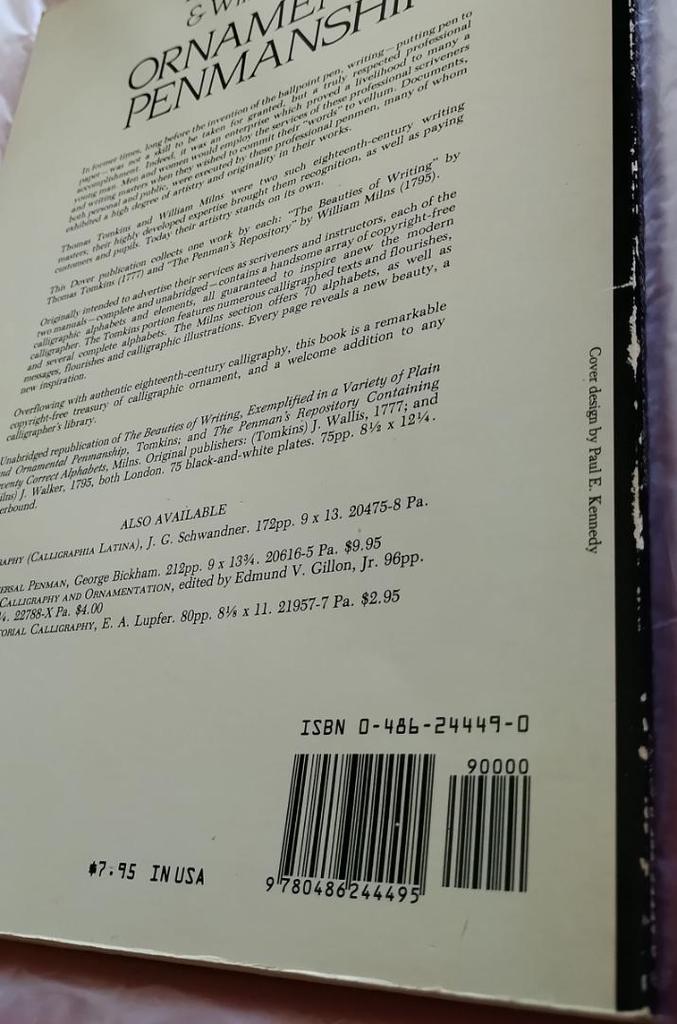 & Wi
ORNAME
PENMANSHI
In former times, long before the invention of the ballpoint pen, writing—putting pen to
paper—was not a skill to be taken for granted, but a truly respected professional
accomplishment. Indeed, it was an enterprise which proved a livelihood to many a
young man. Men and women would employ the services of these professional scriveners
and writing masters when they wished to commit their "words" to vellum. Documents,
both personal and public, were executed by these professional penmen, many of whom
exhibited a high degree of artistry and originality in their works.
Thomas Tomkins and William Milns were two such eighteenth-century writing
masters; their highly developed expertise brought them recognition, as well as paying
customers and pupils. Today their artistry stands on its own.
This Dover publication collects one work by each: "The Beauties of Writing" by
Thomas Tomkins (1777) and "The Penman's Repository" by William Milns (1795).
Originally intended to advertise their services as scriveners and instructors, each of the
two manuals—complete and unabridged—contains a handsome array of copyright-free
calligraphic alphabets and elements, all guaranteed to inspire anew the modern
calligrapher. The Tomkins portion features numerous calligraphed texts and flourishes,
and several complete alphabets. The Milns section offers 70 alphabets, as well as
messages, flourishes and calligraphic illustrations. Every page reveals a new beauty, a
new inspiration.
Overflowing with authentic eighteenth-century calligraphy, this book is a remarkable
copyright-free treasury of calligraphic ornament, and a welcome addition to any
calligrapher's library.
Unabridged republication of The Beauties of Writing, Exemplified in a Variety of Plain
nd Ornamental Penmanship, Tomkins; and The Penman's Repository Containing
venty Correct Alphabets, Milns. Original publishers: (Tomkins) J. Wallis, 1777; and
ilns) J. Walker, 1795, both London. 75 black-and-white plates. 75pp. 8½ x 12¼.
erbound.
ALSO AVAILABLE
RAPHY (CALLIGRAPHIA LATINA), J. G. Schwandner. 172pp. 9 x 13. 20475-8 Pa.
ERSAL PENMAN, George Bickham. 212pp. 9 x 13¾. 20616-5 Pa. $9.95
CALLIGRAPHY AND ORNAMENTATION, edited by Edmund V. Gillon, Jr. 96pp.
¼. 22788-X Pa. $4.00
ORIAL CALLIGRAPHY, E. A. Lupfer. 80pp. 8⅛ x 11. 21957-7 Pa. $2.95
Cover design by Paul E. Kennedy
ISBN 0-486-24449-0
90000
9 780486 244495
$7.95 IN USA